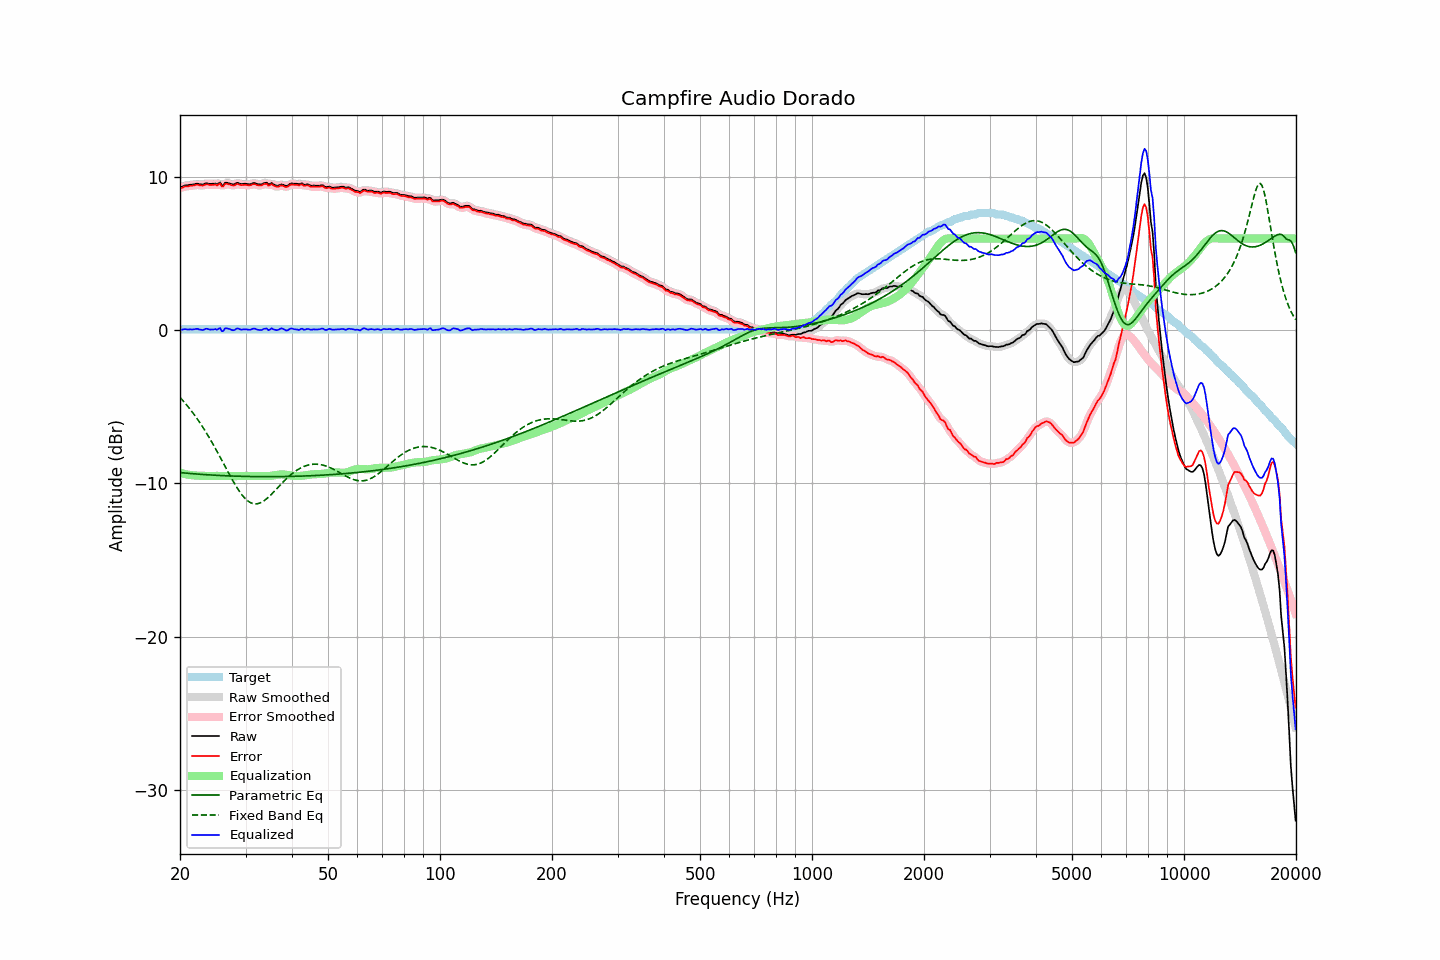 Campfire Audio Dorado
Amplitude (dBr)
10
0
−10
−20
−30
Target
Raw Smoothed
Error Smoothed
Raw
Error
Equalization
Parametric Eq
Fixed Band Eq
Equalized
20 50 100 200 500 1000 2000 5000 10000 20000
Frequency (Hz)